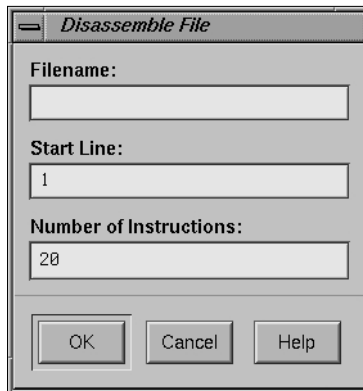 Disassemble File
Filename:
Start Line:
1
Number of Instructions:
20
OK Cancel Help